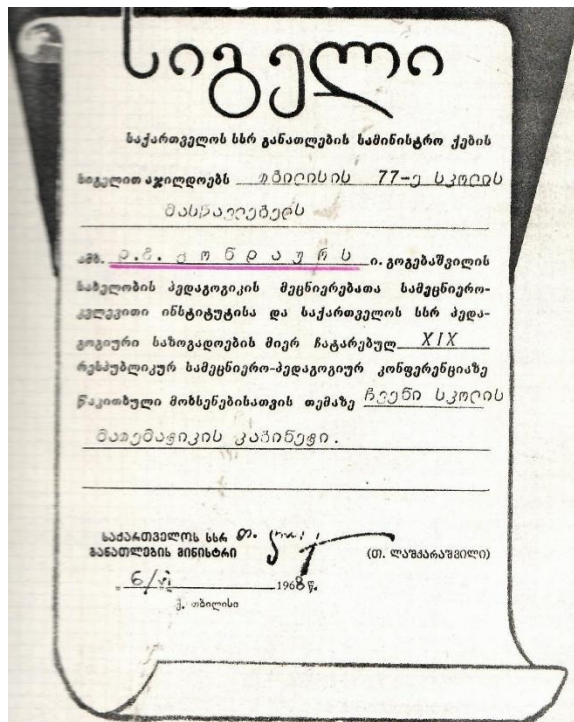 სიგელი
საქართველოს სსრ განათლების სამინისტრო ქების
სიგელით აჯილდოებს თბილისის 77-ე სკოლის
მასწავლებელს
ამხ. დ.გ. ჟონდაურს ი. გოგებაშვილის
სახელობის პედაგოგიკის მეცნიერებათა სამეცნიერო-
კვლევითი ინსტიტუტისა და საქართველოს სსრ პედა-
გოგიური საზოგადოების მიერ ჩატარებულ XIX
რესპუბლიკურ სამეცნიერო-პედაგოგიურ კონფერენციაზე
წაკითხული მოხსენებისათვის თემაზე ჩვენი სკოლის
მათემატიკის კაბინეტი.
საქართველოს სსრ
განათლების მინისტრი (თ. ლაშქარაშვილი)
6/VI 1968 წ.
ქ. თბილისი